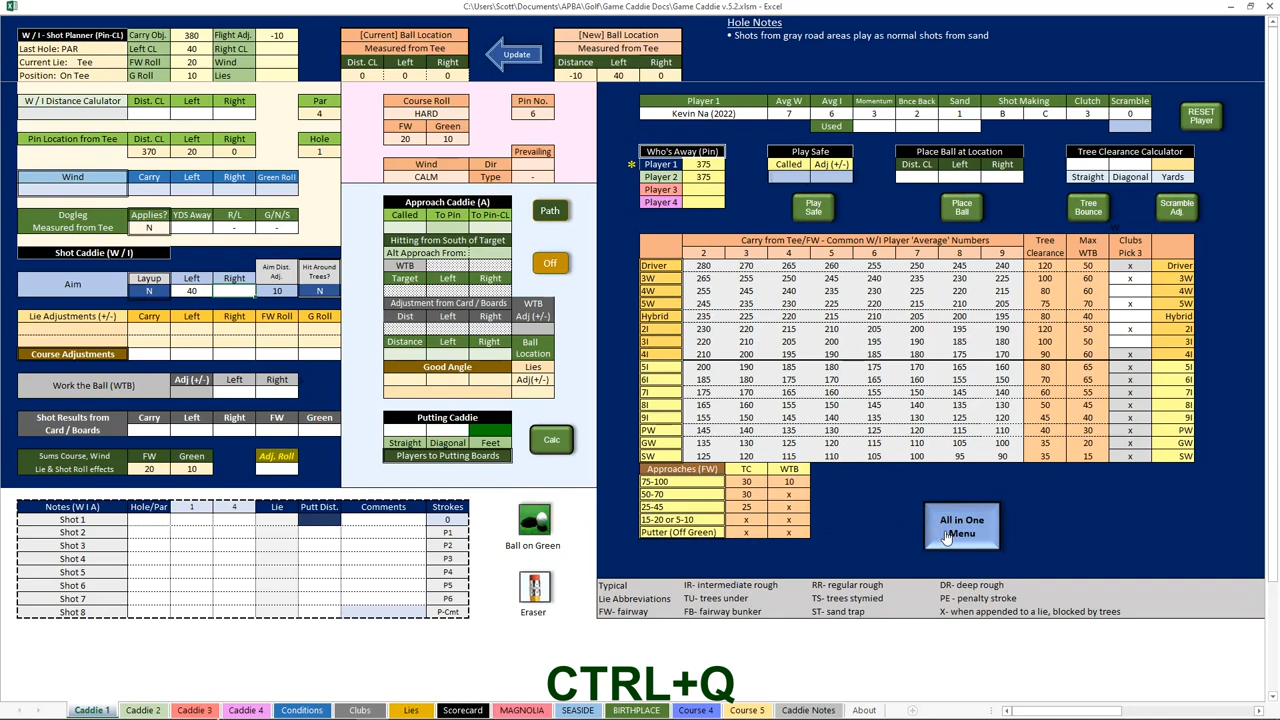 C:\Users\Scott\Documents\APBA\Golf\Game Caddie Docs\Game Caddie v.5.2.xlsm - Excel
W / I - Shot Planner (Pin-CL) Carry Obj. 380 Flight Adj. -10
Last Hole: PAR Left CL 40 Right CL
Current Lie: Tee FW Roll 20 Wind
Position: On Tee G Roll 10 Lies
[Current] Ball Location
Measured from Tee
Dist. CL Left Right
0 0 0
Update
[New] Ball Location
Measured from Tee
Distance Left Right
-10 40 0
Hole Notes
• Shots from gray road areas play as normal shots from sand
W / I Distance Calulator Dist. CL Left Right Par
4
Pin Location from Tee Dist. CL Left Right Hole
370 20 0 1
Wind Carry Left Right Green Roll
Dogleg Applies? YDS Away R/L G/N/S
Measured from Tee N - -
Shot Caddie (W / I)
Aim Layup Left Right Aim Dist. Adj. Hit Around Trees?
N 40 10 N
Lie Adjustments (+/-) Carry Left Right FW Roll G Roll
Course Adjustments
Work the Ball (WTB) Adj (+/-) Left Right
Shot Results from Carry Left Right FW Green
Card / Boards
Sums Course, Wind FW Green Adj. Roll
Lie & Shot Roll effects 20 10
Course Roll Pin No.
HARD 6
FW Green
20 10
Prevailing
Wind Dir
CALM Type -
Approach Caddie (A)
Called To Pin To Pin-CL
Path
Hitting from South of Target
Alt Approach From:
WTB
Off
Target Left Right
Adjustment from Card / Boards WTB
Dist Left Right Adj (+/-)
Distance Left Right Ball
Location
Good Angle Lies
Adj(+/-)
Putting Caddie
Straight Diagonal Feet
Players to Putting Boards
Calc
Player 1 Avg W Avg I Momentum Bnce Back Sand Shot Making Clutch Scramble
Kevin Na (2022) 7 6 3 2 1 B C 3 0
Used
RESET
Player
Who's Away (Pin)
* Player 1 375
Player 2 375
Player 3
Player 4
Play Safe
Called Adj (+/-)
Play
Safe
Place Ball at Location
Dist. CL Left Right
Place
Ball
Tree Clearance Calculator
Straight Diagonal Yards
Tree
Bounce
Scramble
Adj.
Carry from Tee/FW - Common W/I Player 'Average' Numbers Tree Max Clubs
2 3 4 5 6 7 8 9 Clearance WTB Pick 3
Driver 280 270 265 260 255 250 245 240 120 50 x Driver
3W 265 255 250 245 240 235 230 225 100 60 x 3W
4W 255 245 240 235 230 225 220 215 80 60 4W
5W 245 235 230 225 220 215 210 205 75 70 x 5W
Hybrid 235 225 220 215 210 205 200 195 80 40 Hybrid
2I 230 220 215 210 205 200 195 190 120 50 x 2I
3I 220 210 205 200 195 190 185 180 100 50 3I
4I 210 200 195 190 185 180 175 170 90 60 x 4I
5I 200 190 185 180 175 170 165 160 80 65 x 5I
6I 185 180 175 170 165 160 155 150 70 65 x 6I
7I 175 170 165 160 155 150 145 140 60 55 x 7I
8I 165 160 155 150 145 140 135 130 50 45 x 8I
9I 155 150 145 140 135 130 125 120 45 40 x 9I
PW 145 140 135 130 125 120 115 110 40 30 x PW
GW 135 130 125 120 115 110 105 100 35 20 x GW
SW 125 120 115 110 105 100 95 90 35 15 x SW
Approaches (FW) TC WTB
75-100 30 10
50-70 30 x
25-45 25 x
15-20 or 5-10 x x
Putter (Off Green) x x
All in One
Menu
Notes (W I A) Hole/Par 1 4 Lie Putt Dist. Comments Strokes
Shot 1 0
Shot 2 P1
Shot 3 P2
Shot 4 P3
Shot 5 P4
Shot 6 P5
Shot 7 P6
Shot 8 P-Cmt
Ball on Green
Eraser
Typical IR- intermediate rough RR- regular rough DR- deep rough
Lie Abbreviations TU- trees under TS- trees stymied PE - penalty stroke
FW- fairway FB- fairway bunker ST- sand trap X- when appended to a lie, blocked by trees
CTRL+Q
Caddie 1 Caddie 2 Caddie 3 Caddie 4 Conditions Clubs Lies Scorecard MAGNOLIA SEASIDE BIRTHPLACE Course 4 Course 5 Caddie Notes About